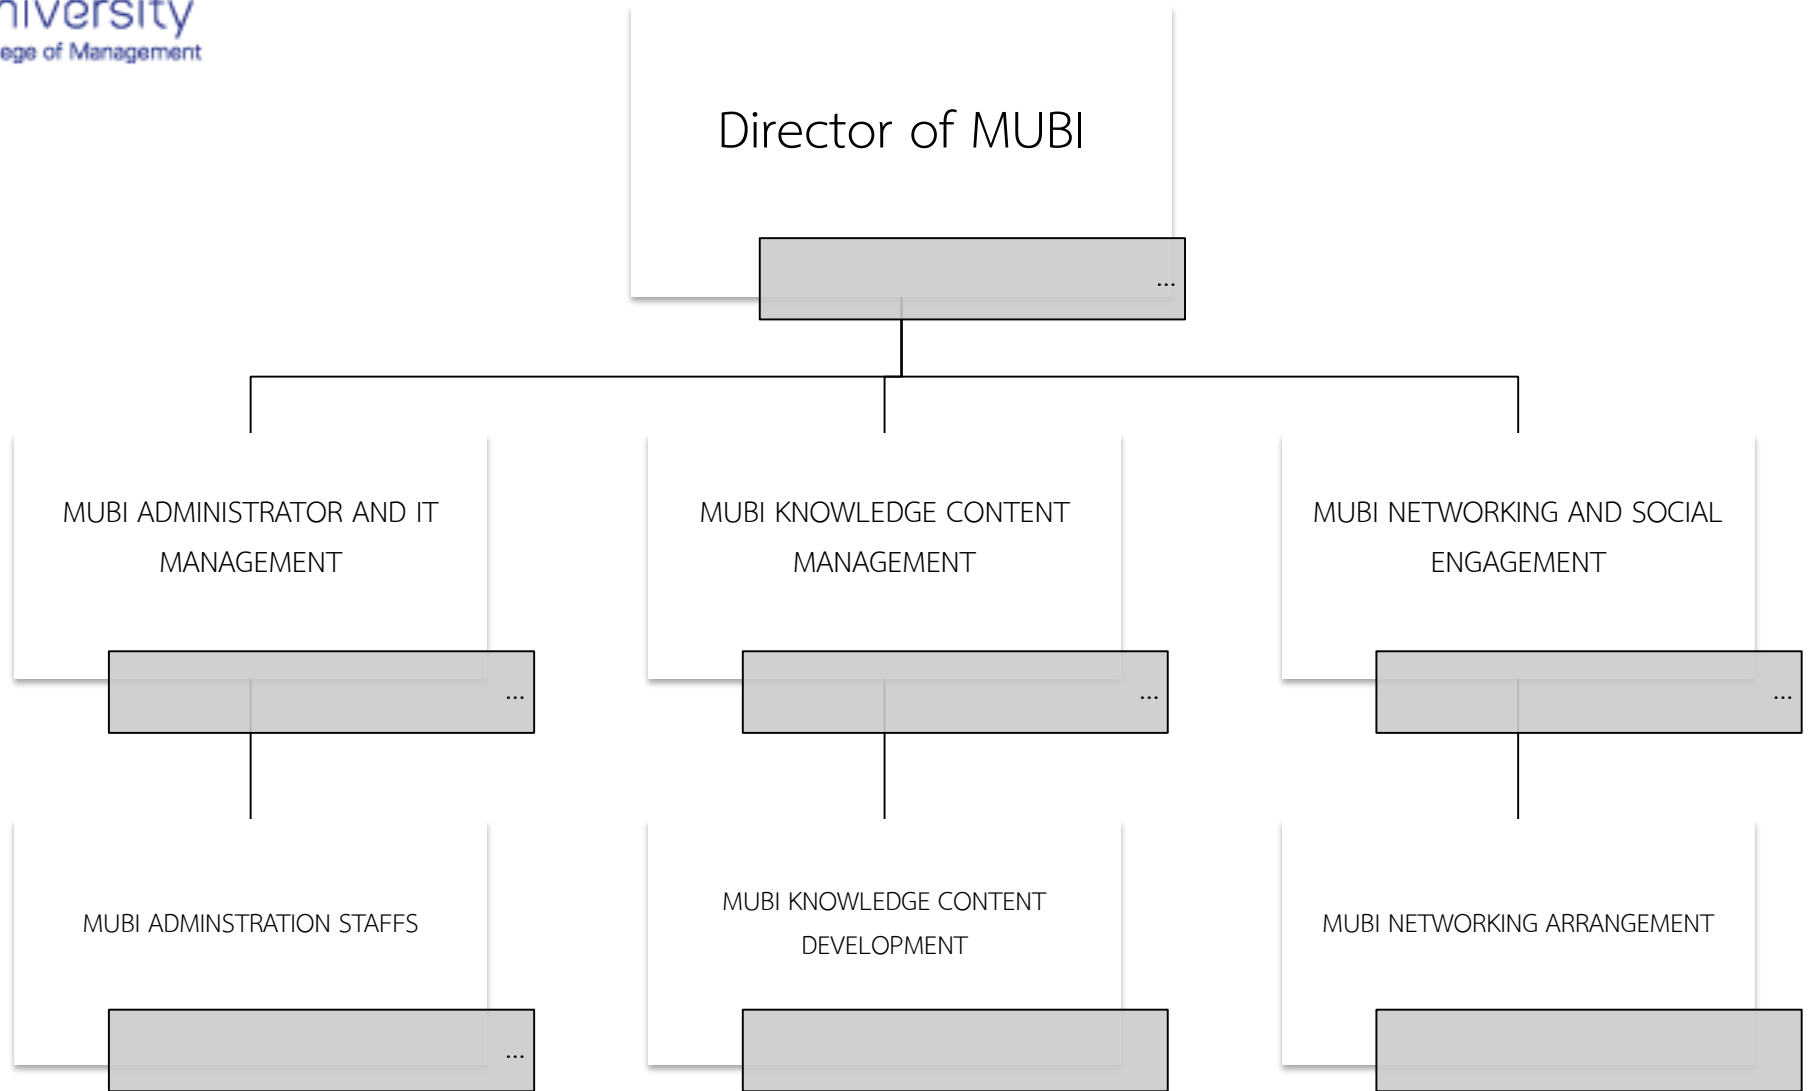 niversity
ege of Management
Director of MUBI
...
MUBI ADMINISTRATOR AND IT
MANAGEMENT
...
MUBI KNOWLEDGE CONTENT
MANAGEMENT
...
MUBI NETWORKING AND SOCIAL
ENGAGEMENT
...
MUBI ADMINSTRATION STAFFS
...
MUBI KNOWLEDGE CONTENT
DEVELOPMENT
MUBI NETWORKING ARRANGEMENT